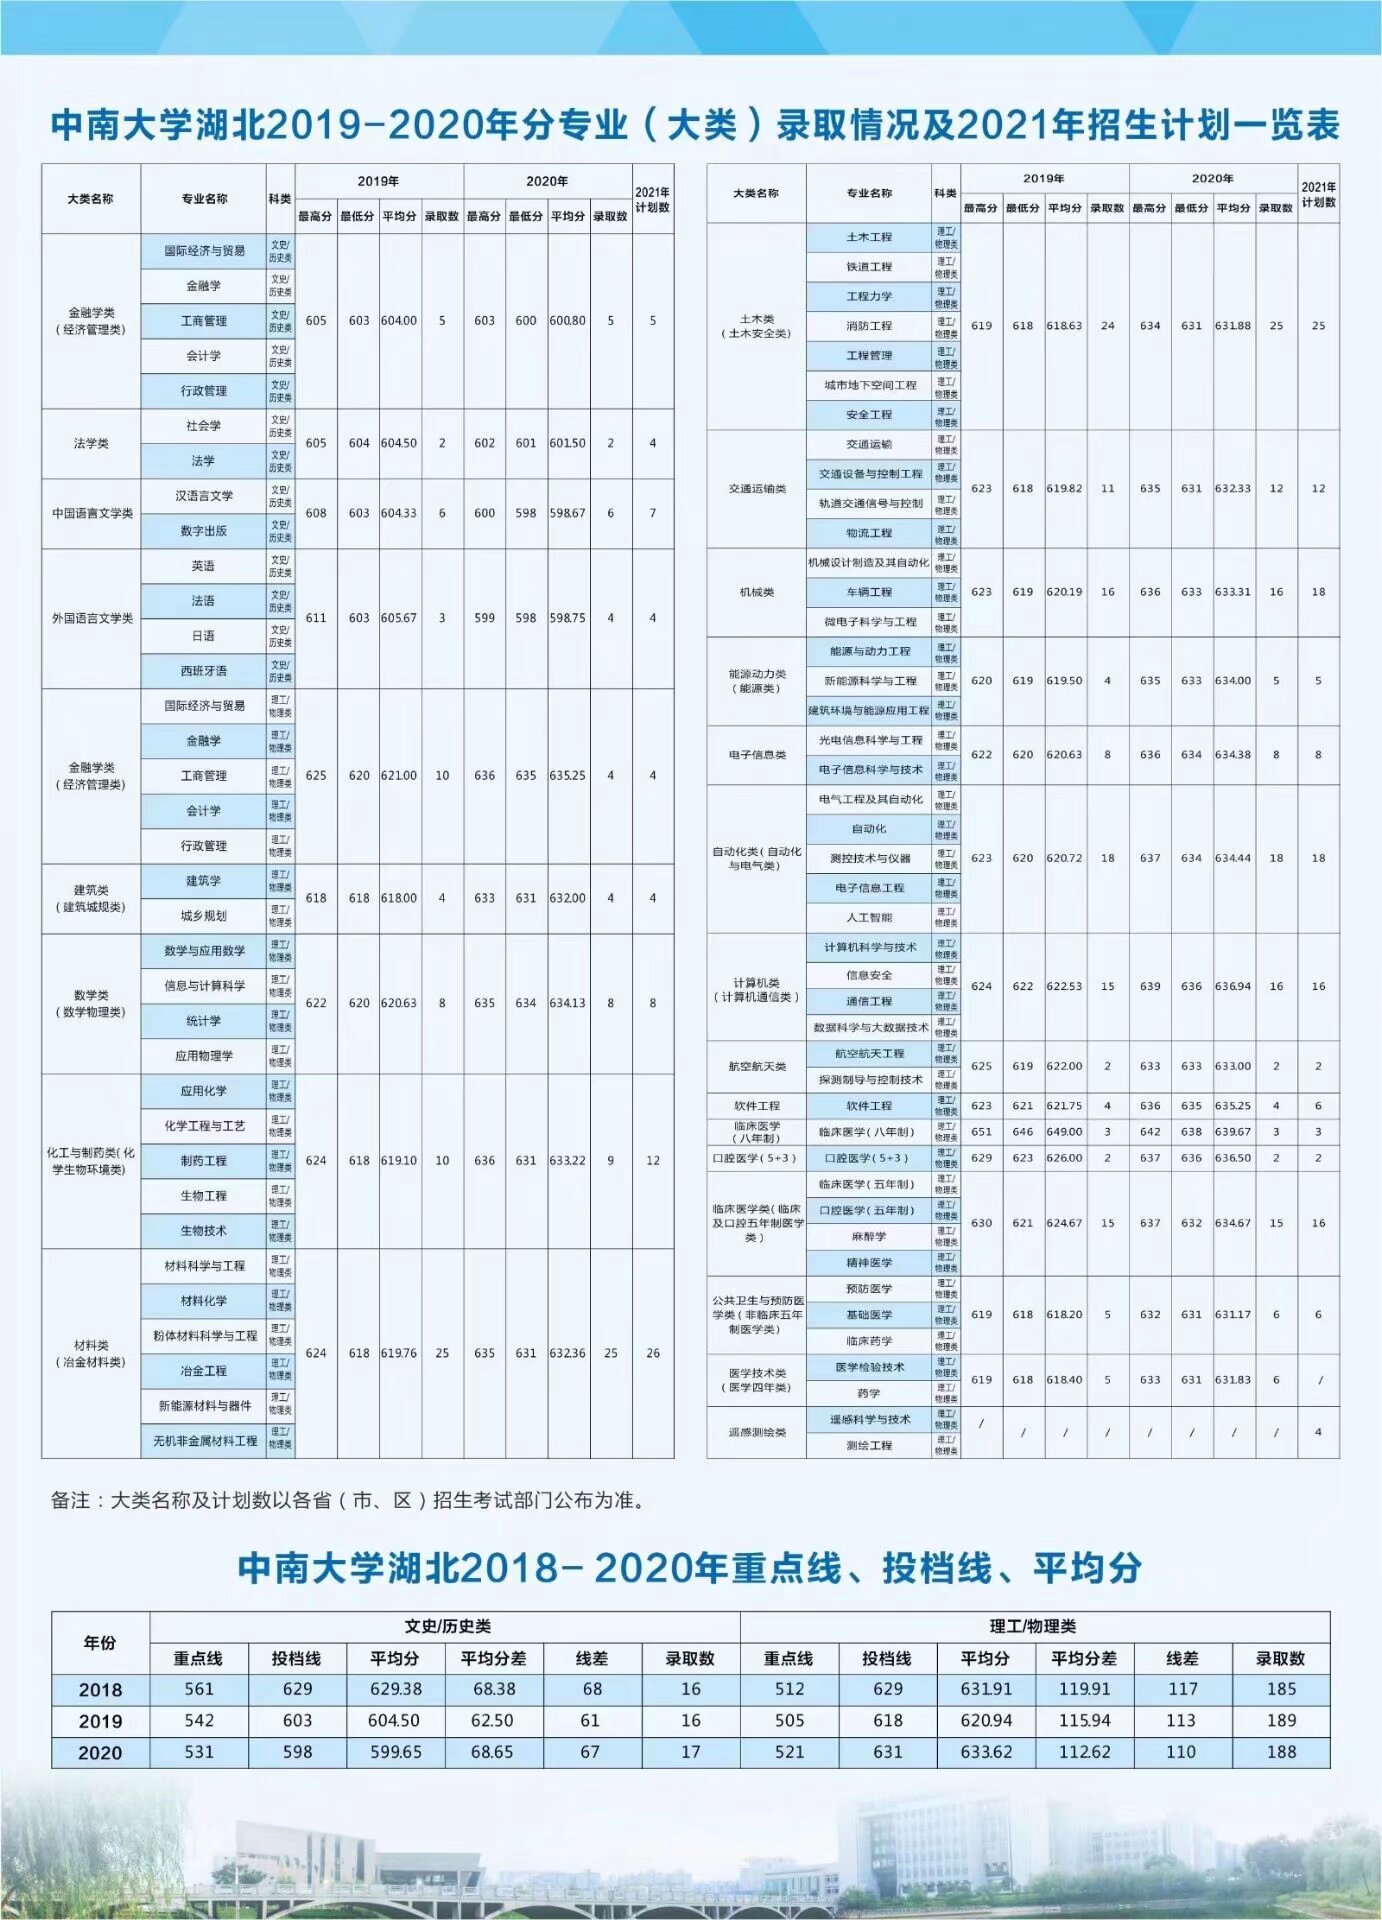 中南大学湖北2019-2020年分专业（大类）录取情况及2021年招生计划一览表
大类名称 专业名称 科类 2019年 2020年 2021年计划数
最高分 最低分 平均分 录取数 最高分 最低分 平均分 录取数
金融学类（经济管理类） 国际经济与贸易 文史/历史类 605 603 604.00 5 603 600 600.80 5 5
金融学 文史/历史类
工商管理 文史/历史类
会计学 文史/历史类
行政管理 文史/历史类
法学类 社会学 文史/历史类 605 604 604.50 2 602 601 601.50 2 4
法学 文史/历史类
中国语言文学类 汉语言文学 文史/历史类 608 603 604.33 6 600 598 598.67 6 7
数字出版 文史/历史类
外国语言文学类 英语 文史/历史类 611 603 605.67 3 599 598 598.75 4 4
法语 文史/历史类
日语 文史/历史类
西班牙语 文史/历史类
金融学类（经济管理类） 国际经济与贸易 理工/物理类 625 620 621.00 10 636 635 635.25 4 4
金融学 理工/物理类
工商管理 理工/物理类
会计学 理工/物理类
行政管理 理工/物理类
建筑类（建筑城规类） 建筑学 理工/物理类 618 618 618.00 4 633 631 632.00 4 4
城乡规划 理工/物理类
数学类（数学物理类） 数学与应用数学 理工/物理类 622 620 620.63 8 635 634 634.13 8 8
信息与计算科学 理工/物理类
统计学 理工/物理类
应用物理学 理工/物理类
化工与制药类（化学生物环境类） 应用化学 理工/物理类 624 618 619.10 10 636 631 633.22 9 12
化学工程与工艺 理工/物理类
制药工程 理工/物理类
生物工程 理工/物理类
生物技术 理工/物理类
材料类（冶金材料类） 材料科学与工程 理工/物理类 624 618 619.76 25 635 631 632.36 25 26
材料化学 理工/物理类
粉体材料科学与工程 理工/物理类
冶金工程 理工/物理类
新能源材料与器件 理工/物理类
无机非金属材料工程 理工/物理类
大类名称 专业名称 科类 2019年 2020年 2021年计划数
最高分 最低分 平均分 录取数 最高分 最低分 平均分 录取数
土木类（土木安全类） 土木工程 理工/物理类 619 618 618.63 24 634 631 631.88 25 25
铁道工程 理工/物理类
工程力学 理工/物理类
消防工程 理工/物理类
工程管理 理工/物理类
城市地下空间工程 理工/物理类
安全工程 理工/物理类
交通运输类 交通运输 理工/物理类 623 618 619.82 11 635 631 632.33 12 12
交通设备与控制工程 理工/物理类
轨道交通信号与控制 理工/物理类
物流工程 理工/物理类
机械类 机械设计制造及其自动化 理工/物理类 623 619 620.19 16 636 633 633.31 16 18
车辆工程 理工/物理类
微电子科学与工程 理工/物理类
能源动力类（能源类） 能源与动力工程 理工/物理类 620 619 619.50 4 635 633 634.00 5 5
新能源科学与工程 理工/物理类
建筑环境与能源应用工程 理工/物理类
电子信息类 光电信息科学与工程 理工/物理类 622 620 620.63 8 636 634 634.38 8 8
电子信息科学与技术 理工/物理类
自动化类（自动化与电气类） 电气工程及其自动化 理工/物理类 623 620 620.72 18 637 634 634.44 18 18
自动化 理工/物理类
测控技术与仪器 理工/物理类
电子信息工程 理工/物理类
人工智能 理工/物理类
计算机类（计算机通信类） 计算机科学与技术 理工/物理类 624 622 622.53 15 639 636 636.94 16 16
信息安全 理工/物理类
通信工程 理工/物理类
数据科学与大数据技术 理工/物理类
航空航天类 航空航天工程 理工/物理类 625 619 622.00 2 633 633 633.00 2 2
探测制导与控制技术 理工/物理类
软件工程 软件工程 理工/物理类 623 621 621.75 4 636 635 635.25 4 6
临床医学（八年制） 临床医学（八年制） 理工/物理类 651 646 649.00 3 642 638 639.67 3 3
口腔医学（5+3） 口腔医学（5+3） 理工/物理类 629 623 626.00 2 637 636 636.50 2 2
临床医学类（临床及口腔五年制医学类） 临床医学（五年制） 理工/物理类 630 621 624.67 15 637 632 634.67 15 16
口腔医学（五年制） 理工/物理类
麻醉学 理工/物理类
精神医学 理工/物理类
公共卫生与预防医学类（非临床五年制医学类） 预防医学 理工/物理类 619 618 618.20 5 632 631 631.17 6 6
基础医学 理工/物理类
临床药学 理工/物理类
医学技术类（医学四年类） 医学检验技术 理工/物理类 619 618 618.40 5 633 631 631.83 6 /
药学 理工/物理类
遥感测绘类 遥感科学与技术 理工/物理类 / / / / / / / / 4
测绘工程 理工/物理类
备注：大类名称及计划数以各省（市、区）招生考试部门公布为准。
中南大学湖北2018- 2020年重点线、投档线、平均分
年份 文史/历史类 理工/物理类
重点线 投档线 平均分 平均分差 线差 录取数 重点线 投档线 平均分 平均分差 线差 录取数
2018 561 629 629.38 68.38 68 16 512 629 631.91 119.91 117 185
2019 542 603 604.50 62.50 61 16 505 618 620.94 115.94 113 189
2020 531 598 599.65 68.65 67 17 521 631 633.62 112.62 110 188